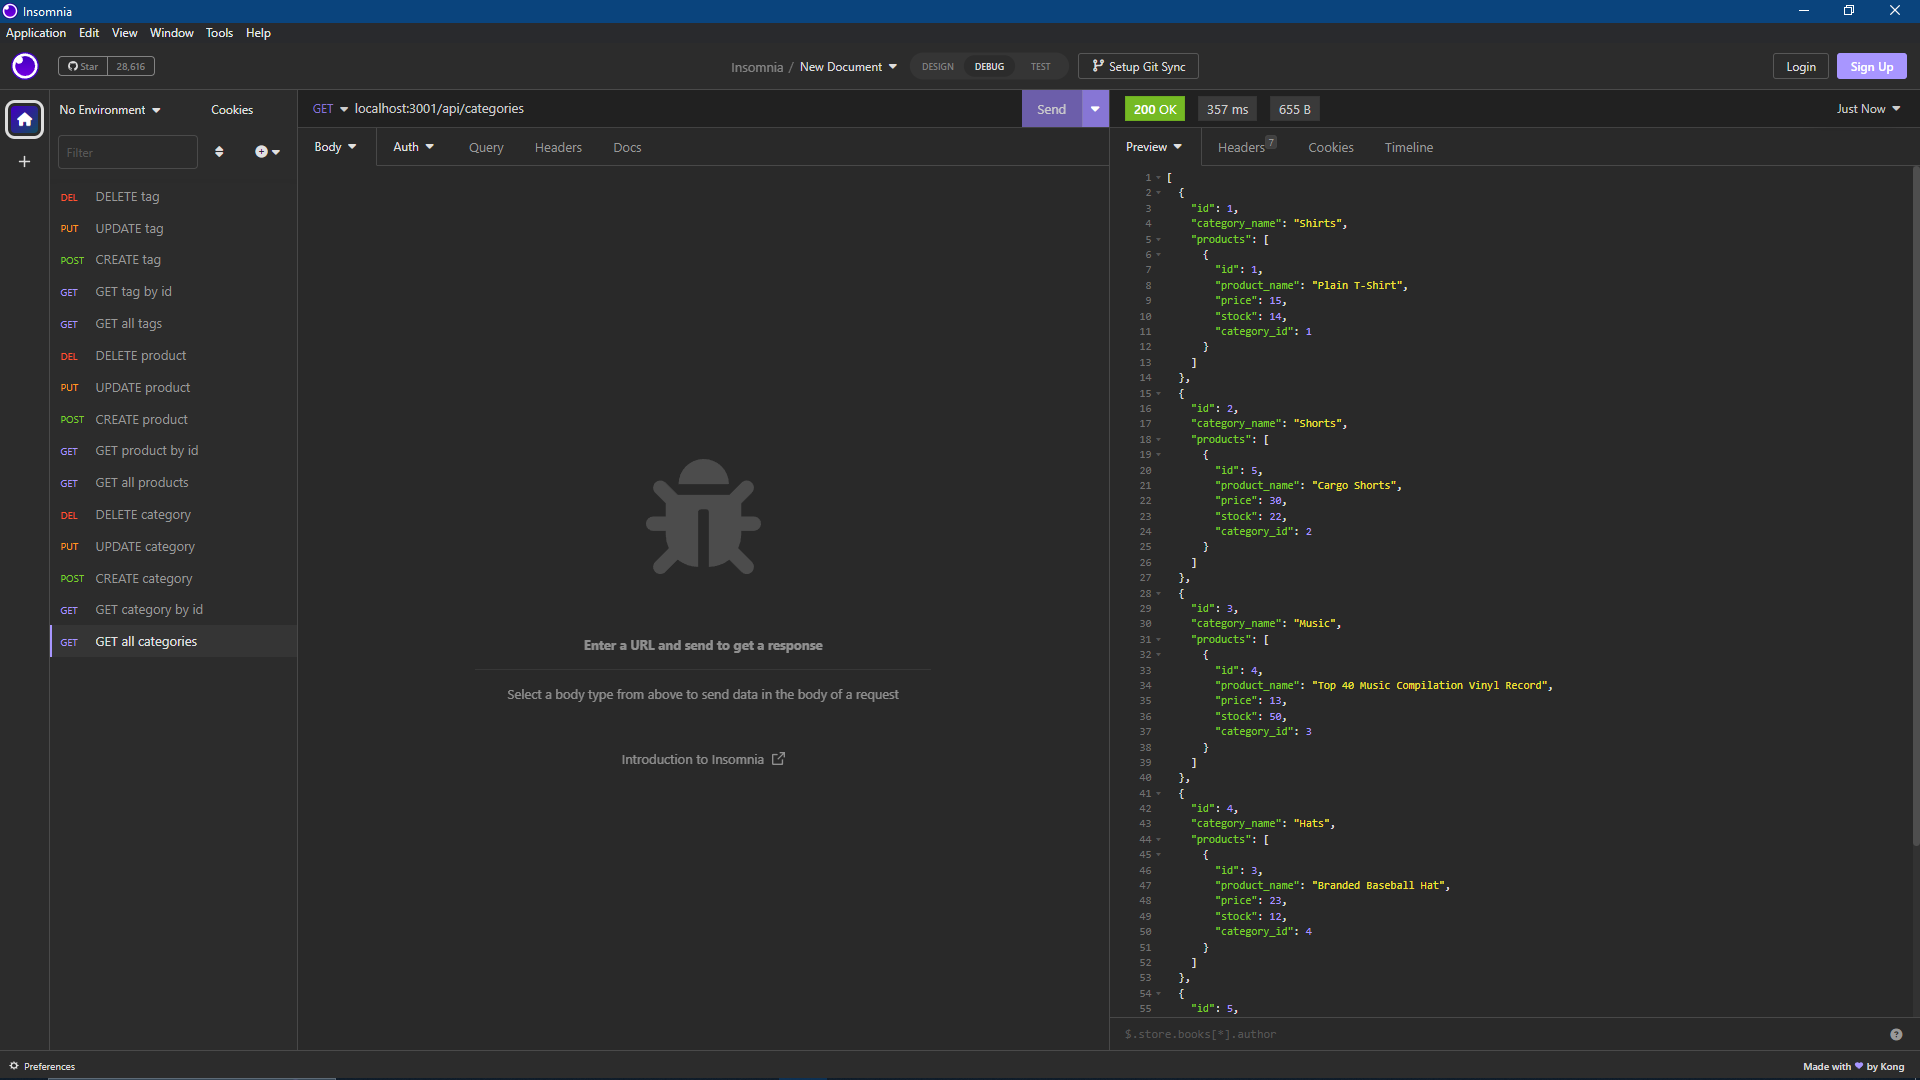 Insomnia
Application Edit View Window Tools Help
Star 28,616
Insomnia / New Document
DESIGN DEBUG TEST
Setup Git Sync
Login
Sign Up
No Environment
Cookies
Filter
DEL DELETE tag
PUT UPDATE tag
POST CREATE tag
GET GET tag by id
GET GET all tags
DEL DELETE product
PUT UPDATE product
POST CREATE product
GET GET product by id
GET GET all products
DEL DELETE category
PUT UPDATE category
POST CREATE category
GET GET category by id
GET GET all categories
GET localhost:3001/api/categories
Send
Body Auth Query Headers Docs
Enter a URL and send to get a response
Select a body type from above to send data in the body of a request
Introduction to Insomnia
200 OK 357 ms 655 B
Just Now
Preview Headers 7 Cookies Timeline
1 [
2 {
3 "id": 1,
4 "category_name": "Shirts",
5 "products": [
6 {
7 "id": 1,
8 "product_name": "Plain T-Shirt",
9 "price": 15,
10 "stock": 14,
11 "category_id": 1
12 }
13 ]
14 },
15 {
16 "id": 2,
17 "category_name": "Shorts",
18 "products": [
19 {
20 "id": 5,
21 "product_name": "Cargo Shorts",
22 "price": 30,
23 "stock": 22,
24 "category_id": 2
25 }
26 ]
27 },
28 {
29 "id": 3,
30 "category_name": "Music",
31 "products": [
32 {
33 "id": 4,
34 "product_name": "Top 40 Music Compilation Vinyl Record",
35 "price": 13,
36 "stock": 50,
37 "category_id": 3
38 }
39 ]
40 },
41 {
42 "id": 4,
43 "category_name": "Hats",
44 "products": [
45 {
46 "id": 3,
47 "product_name": "Branded Baseball Hat",
48 "price": 23,
49 "stock": 12,
50 "category_id": 4
51 }
52 ]
53 },
54 {
55 "id": 5,
$.store.books[*].author
Preferences
Made with ♥ by Kong